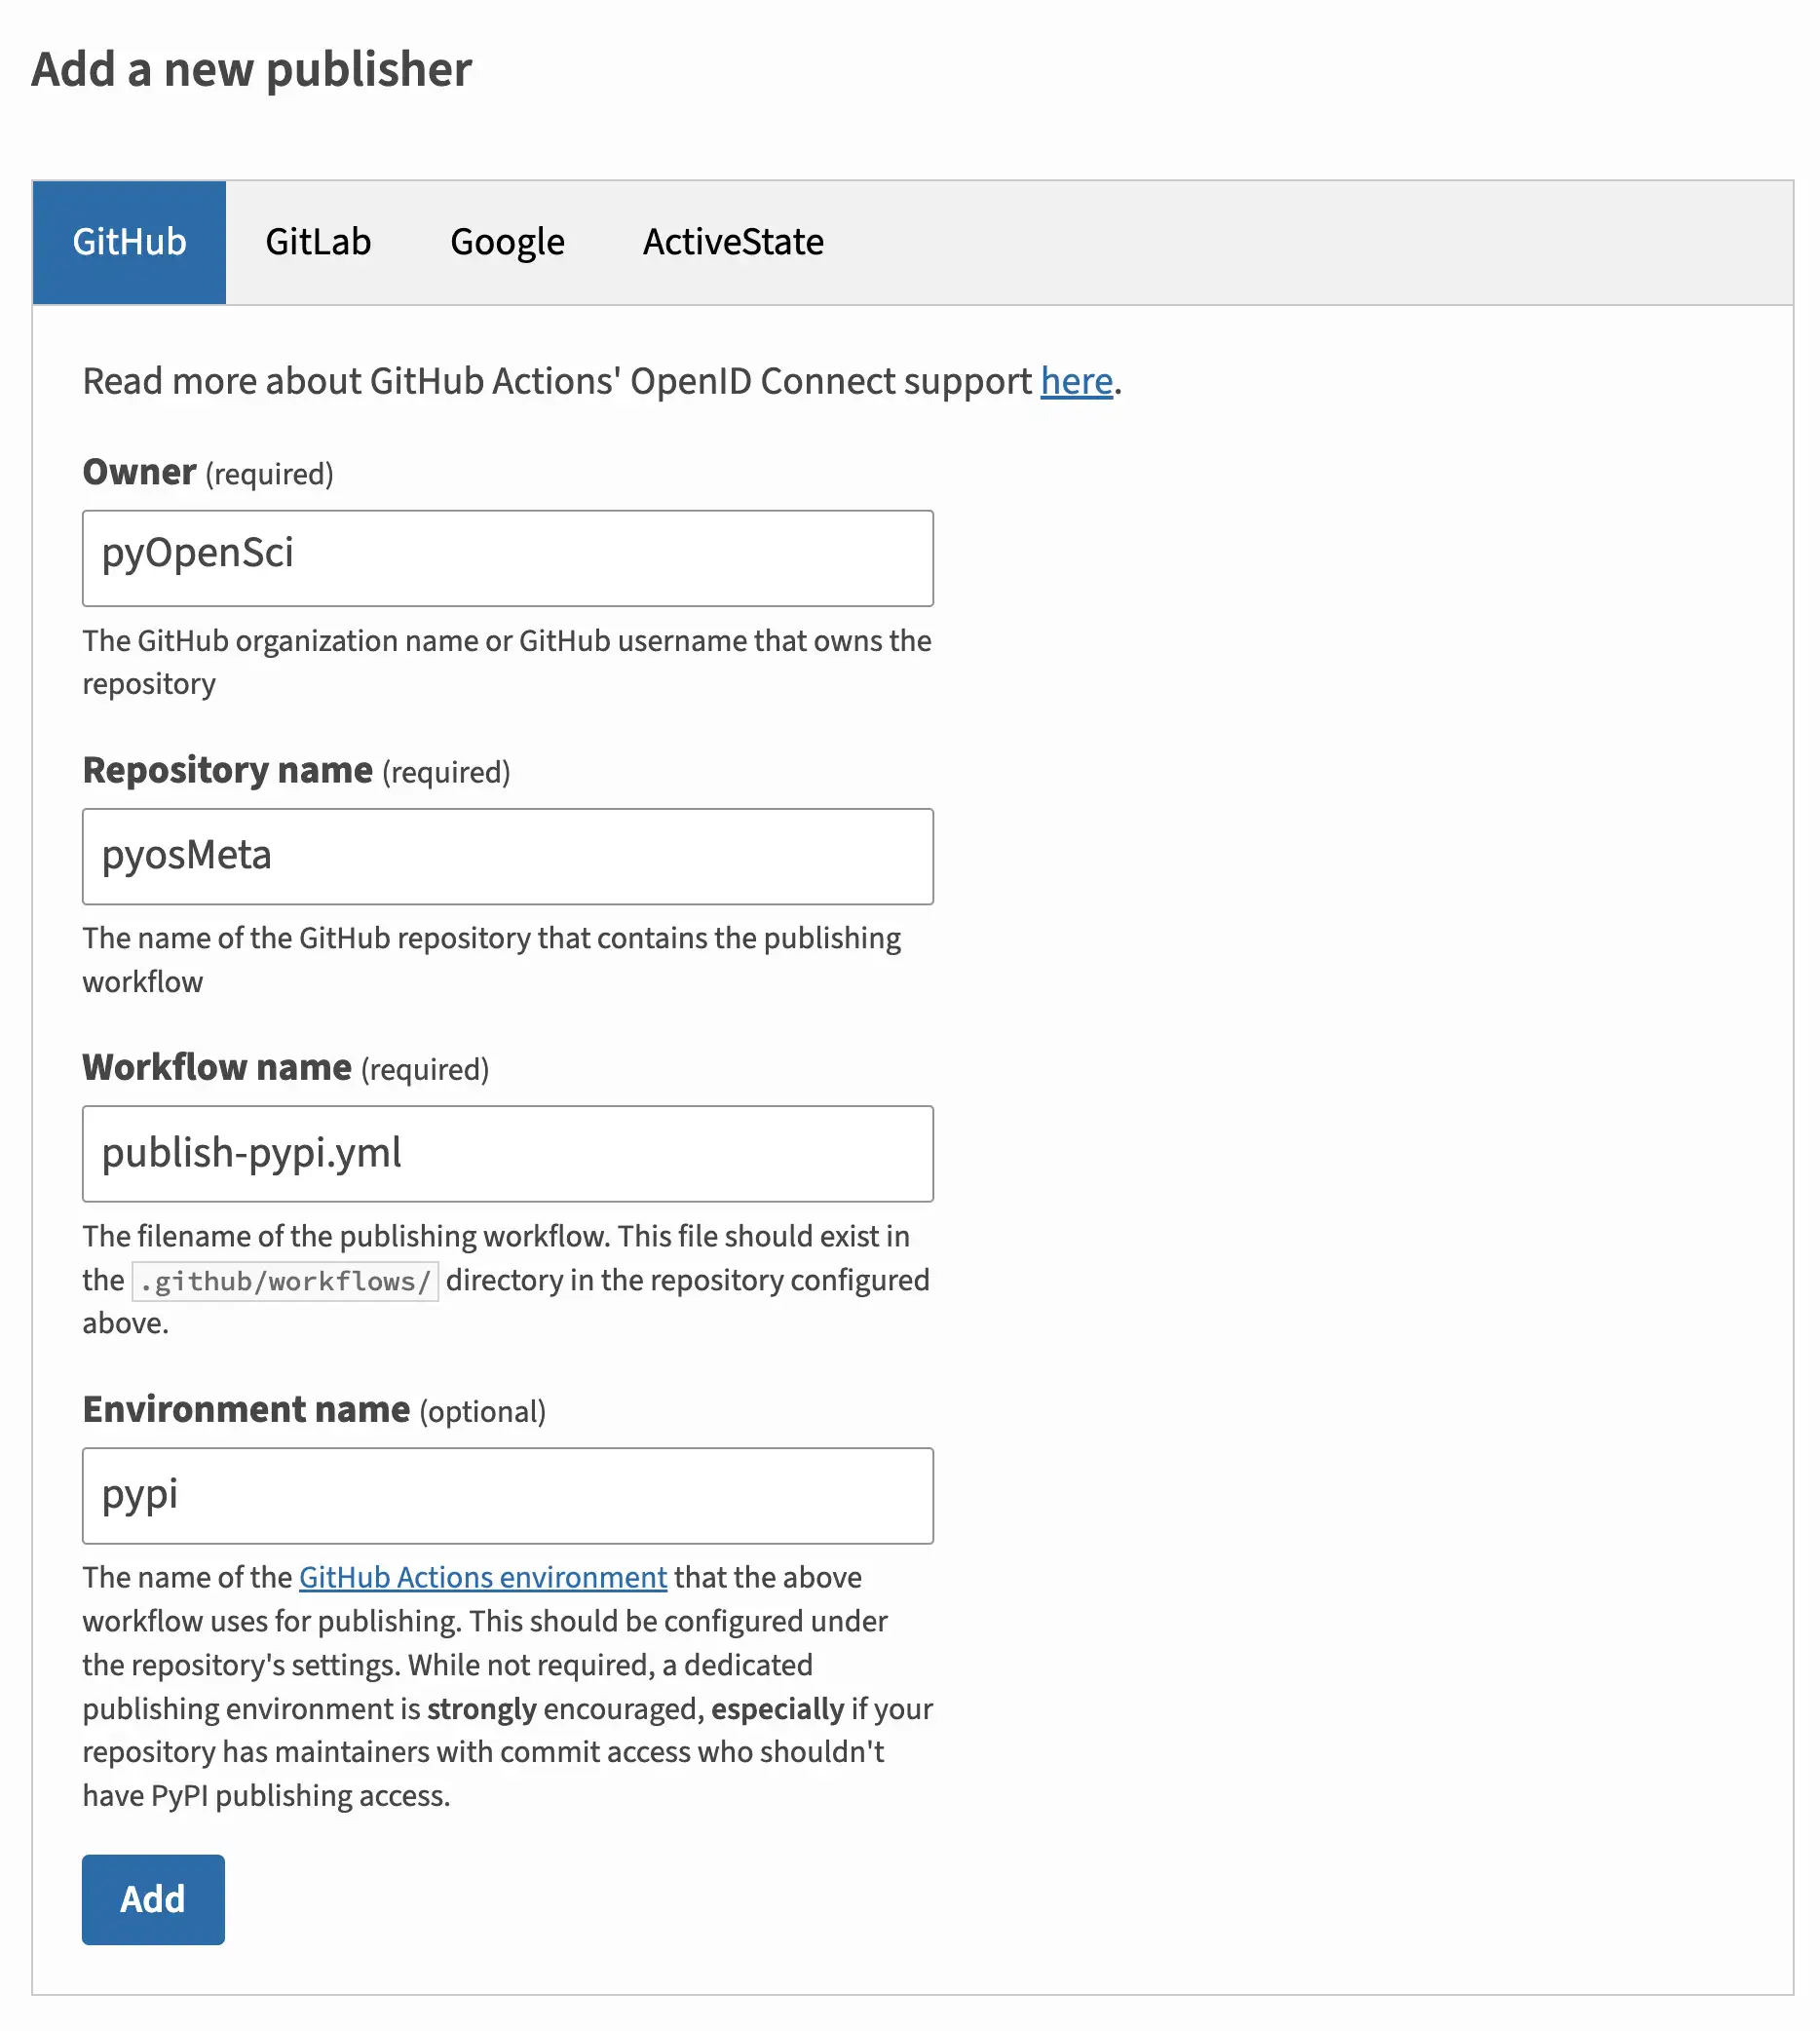 Add a new publisher
GitHub GitLab Google ActiveState
Read more about GitHub Actions' OpenID Connect support here.
Owner (required)
pyOpenSci
The GitHub organization name or GitHub username that owns the
repository
Repository name (required)
pyosMeta
The name of the GitHub repository that contains the publishing
workflow
Workflow name (required)
publish-pypi.yml
The filename of the publishing workflow. This file should exist in
the .github/workflows/ directory in the repository configured
above.
Environment name (optional)
pypi
The name of the GitHub Actions environment that the above
workflow uses for publishing. This should be configured under
the repository's settings. While not required, a dedicated
publishing environment is strongly encouraged, especially if your
repository has maintainers with commit access who shouldn't
have PyPI publishing access.
Add